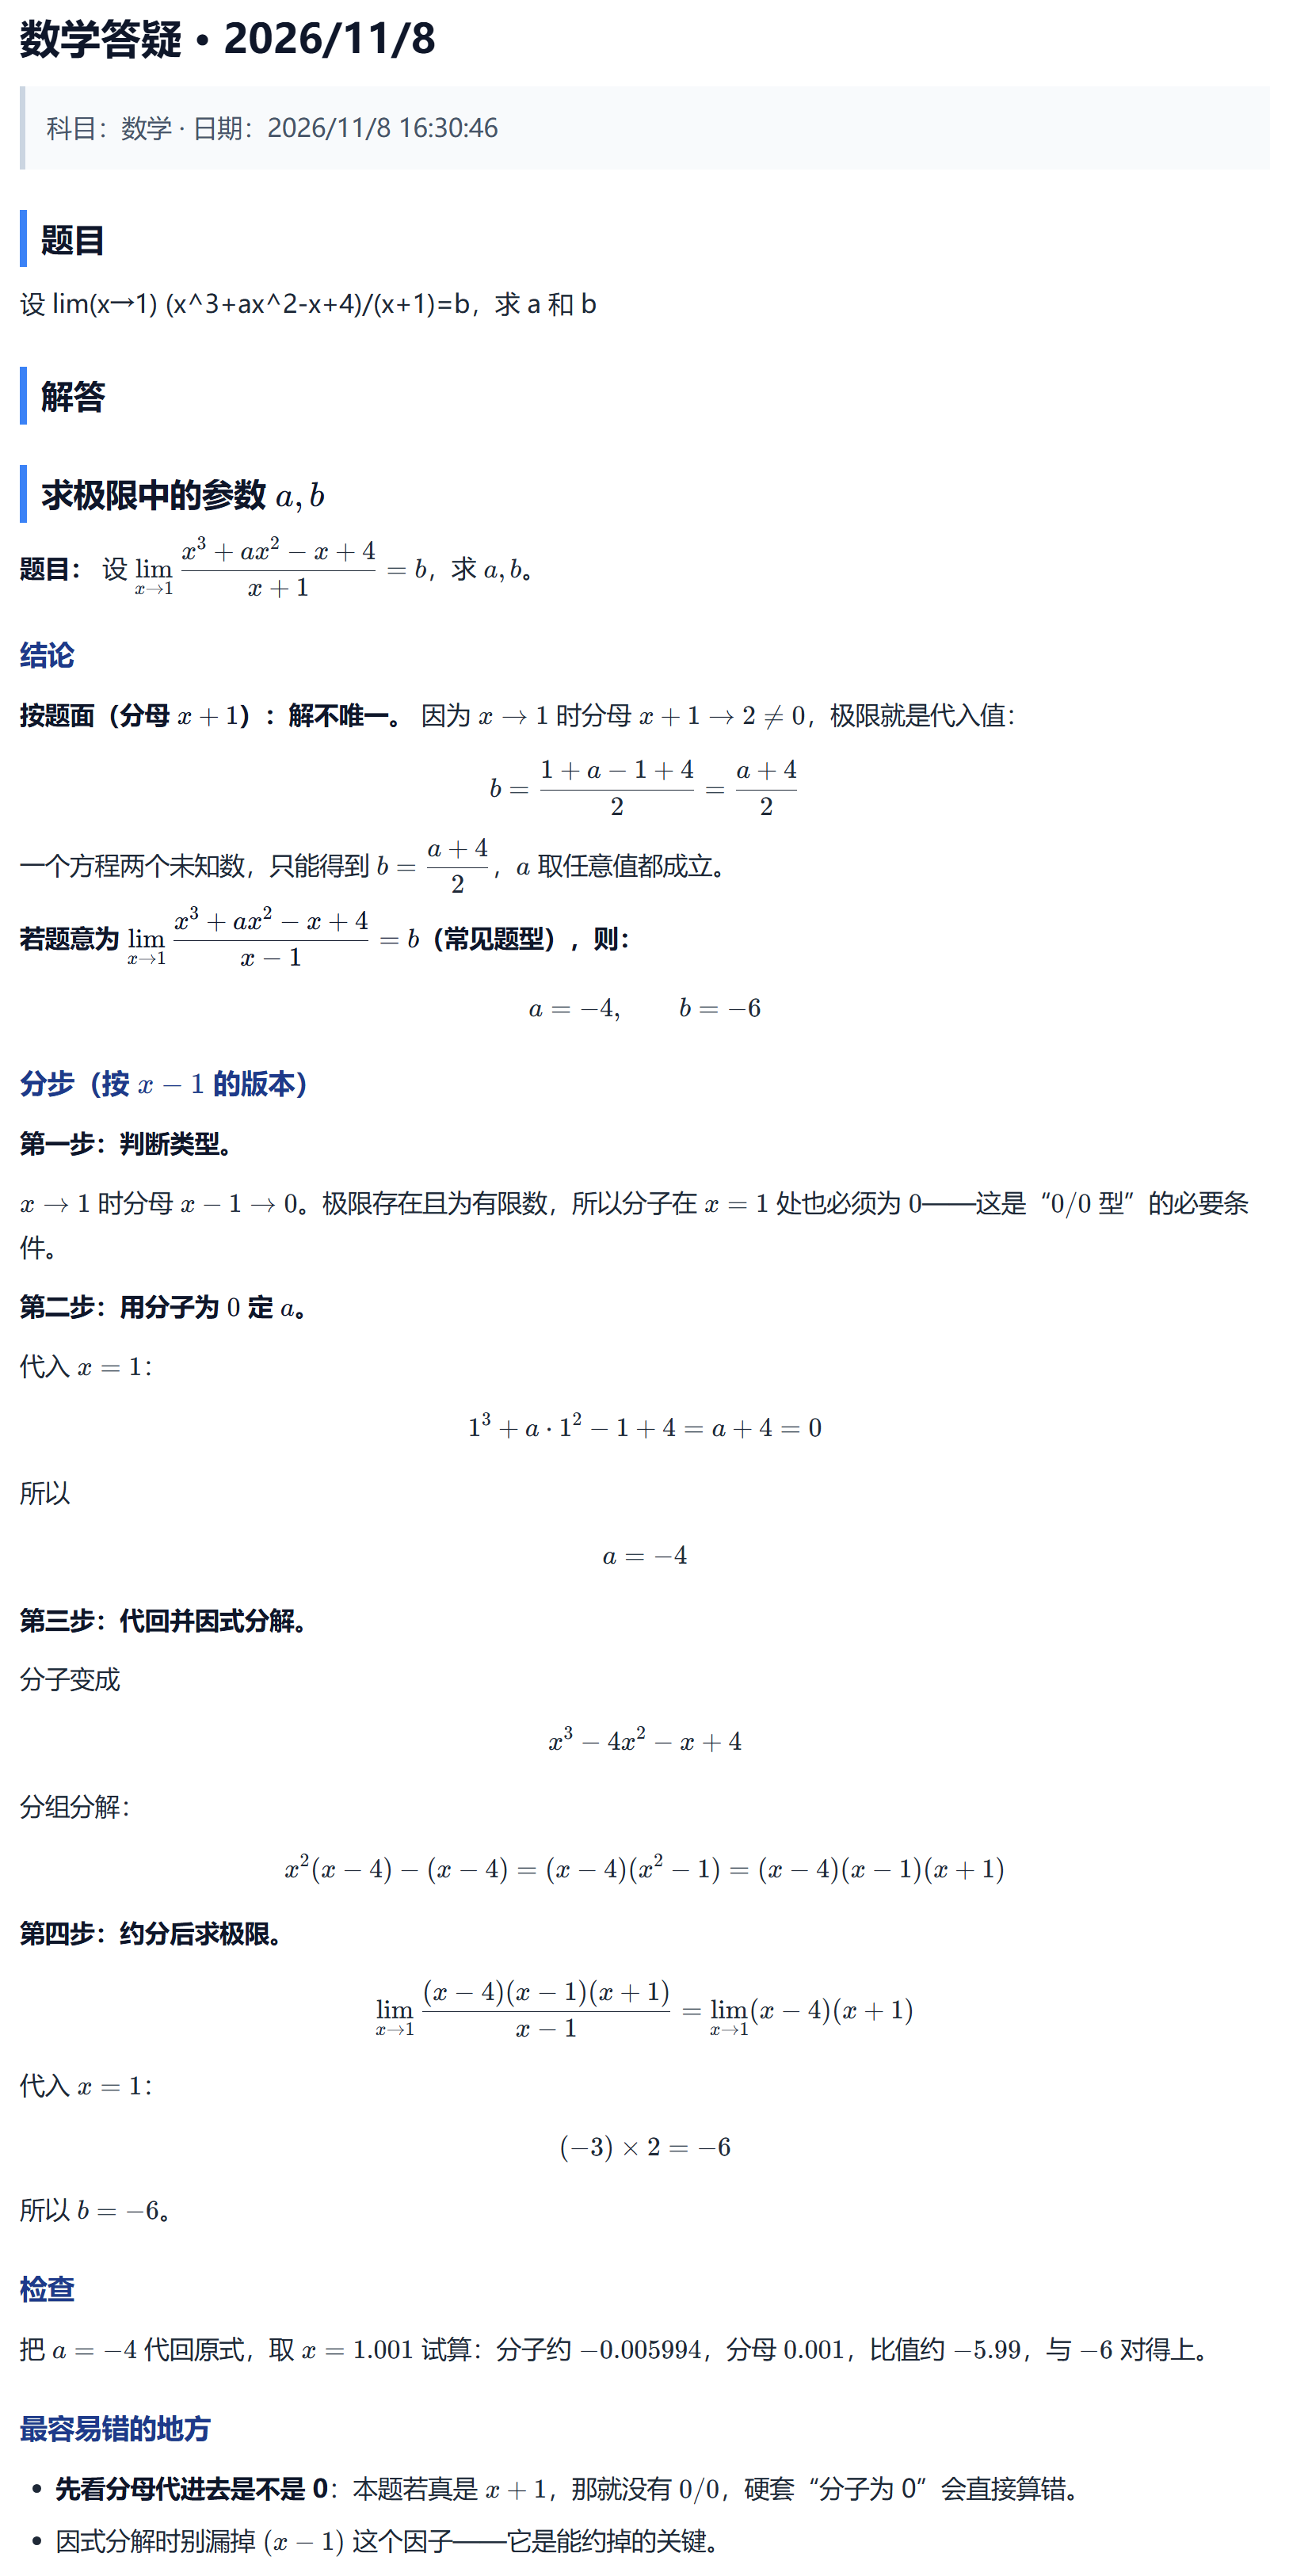 数学答疑 • 2026/11/8
科目：数学 · 日期：2026/11/8 16:30:46
题目
设 lim(x→1) (x^3+ax^2-x+4)/(x+1)=b，求 a 和 b
解答
求极限中的参数 a, b
题目： 设 lim_{x→1} \frac{x^3 + ax^2 − x + 4}{x + 1} = b，求 a, b。
结论
按题面（分母 x + 1）：解不唯一。 因为 x → 1 时分母 x + 1 → 2 ≠ 0，极限就是代入值：
b = \frac{1 + a − 1 + 4}{2} = \frac{a + 4}{2}
一个方程两个未知数，只能得到 b = \frac{a + 4}{2}，a 取任意值都成立。
若题意为 lim_{x→1} \frac{x^3 + ax^2 − x + 4}{x − 1} = b（常见题型），则：
a = −4, b = −6
分步（按 x − 1 的版本）
第一步：判断类型。
x → 1 时分母 x − 1 → 0。极限存在且为有限数，所以分子在 x = 1 处也必须为 0——这是“0/0 型”的必要条
件。
第二步：用分子为 0 定 a。
代入 x = 1：
1^3 + a · 1^2 − 1 + 4 = a + 4 = 0
所以
a = −4
第三步：代回并因式分解。
分子变成
x^3 − 4x^2 − x + 4
分组分解：
x^2(x − 4) − (x − 4) = (x − 4)(x^2 − 1) = (x − 4)(x − 1)(x + 1)
第四步：约分后求极限。
lim_{x→1} \frac{(x − 4)(x − 1)(x + 1)}{x − 1} = lim_{x→1}(x − 4)(x + 1)
代入 x = 1：
(−3) × 2 = −6
所以 b = −6。
检查
把 a = −4 代回原式，取 x = 1.001 试算：分子约 −0.005994，分母 0.001，比值约 −5.99，与 −6 对得上。
最容易错的地方
• 先看分母代进去是不是 0：本题若真是 x + 1，那就没有 0/0，硬套“分子为 0”会直接算错。
• 因式分解时别漏掉 (x − 1) 这个因子——它是能约掉的关键。